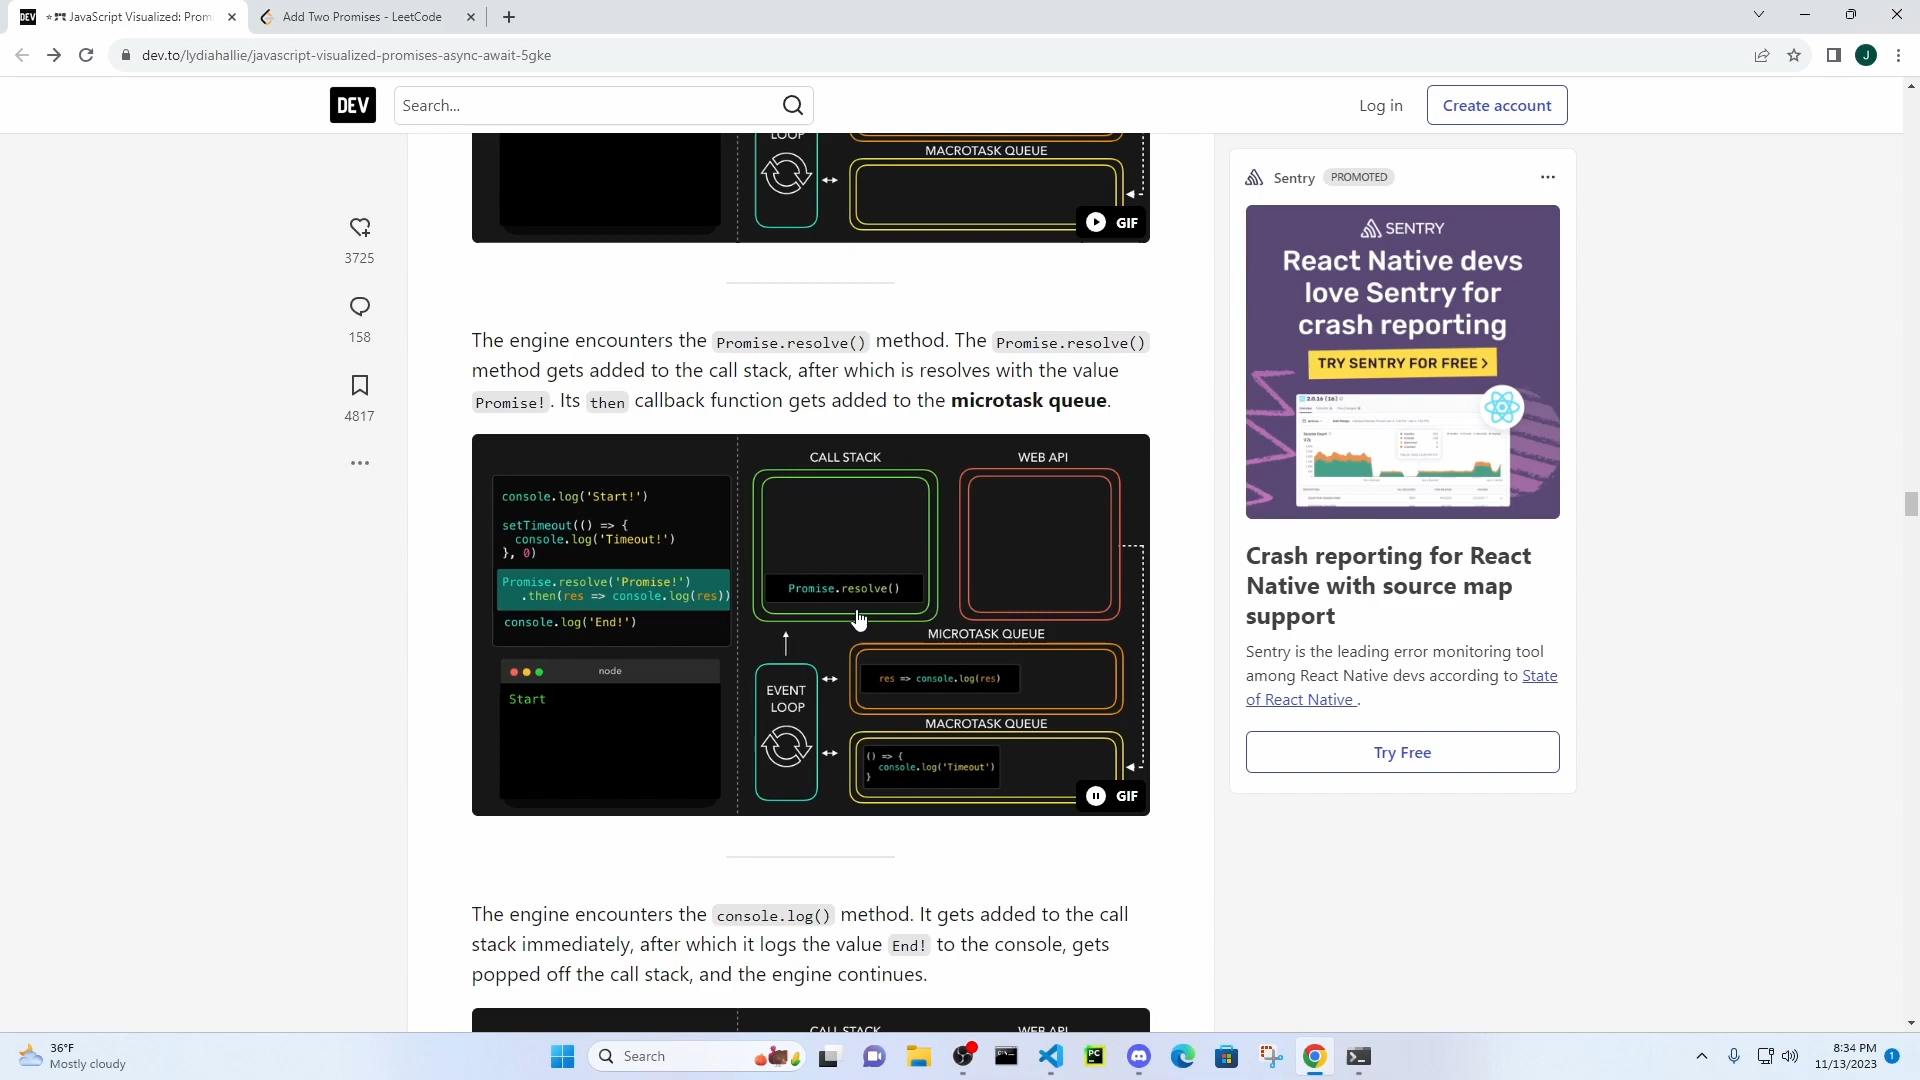 DEV
JavaScript Visualized: Prom
Add Two Promises - LeetCode
dev.to/lydiahallie/javascript-visualized-promises-async-await-5gke
J
DEV
Search...
Log in
Create account
3725
158
4817
LOOP
MACROTASK QUEUE
GIF
The engine encounters the Promise.resolve() method. The Promise.resolve()
method gets added to the call stack, after which is resolves with the value
Promise! . Its then callback function gets added to the microtask queue.
console.log('Start!')
setTimeout(() => {
console.log('Timeout!')
}, 0)
Promise.resolve('Promise!')
.then(res => console.log(res))
console.log('End!')
node
Start
CALL STACK
WEB API
Promise.resolve()
MICROTASK QUEUE
res => console.log(res)
EVENT
LOOP
MACROTASK QUEUE
() => {
console.log('Timeout')
}
GIF
The engine encounters the console.log() method. It gets added to the call
stack immediately, after which it logs the value End! to the console, gets
popped off the call stack, and the engine continues.
CALL STACK
WEB API
Sentry PROMOTED
SENTRY
React Native devs
love Sentry for
crash reporting
TRY SENTRY FOR FREE >
Crash reporting for React
Native with source map
support
Sentry is the leading error monitoring tool
among React Native devs according to State
of React Native .
Try Free
36°F
Mostly cloudy
Search
PC
8:34 PM
11/13/2023
1